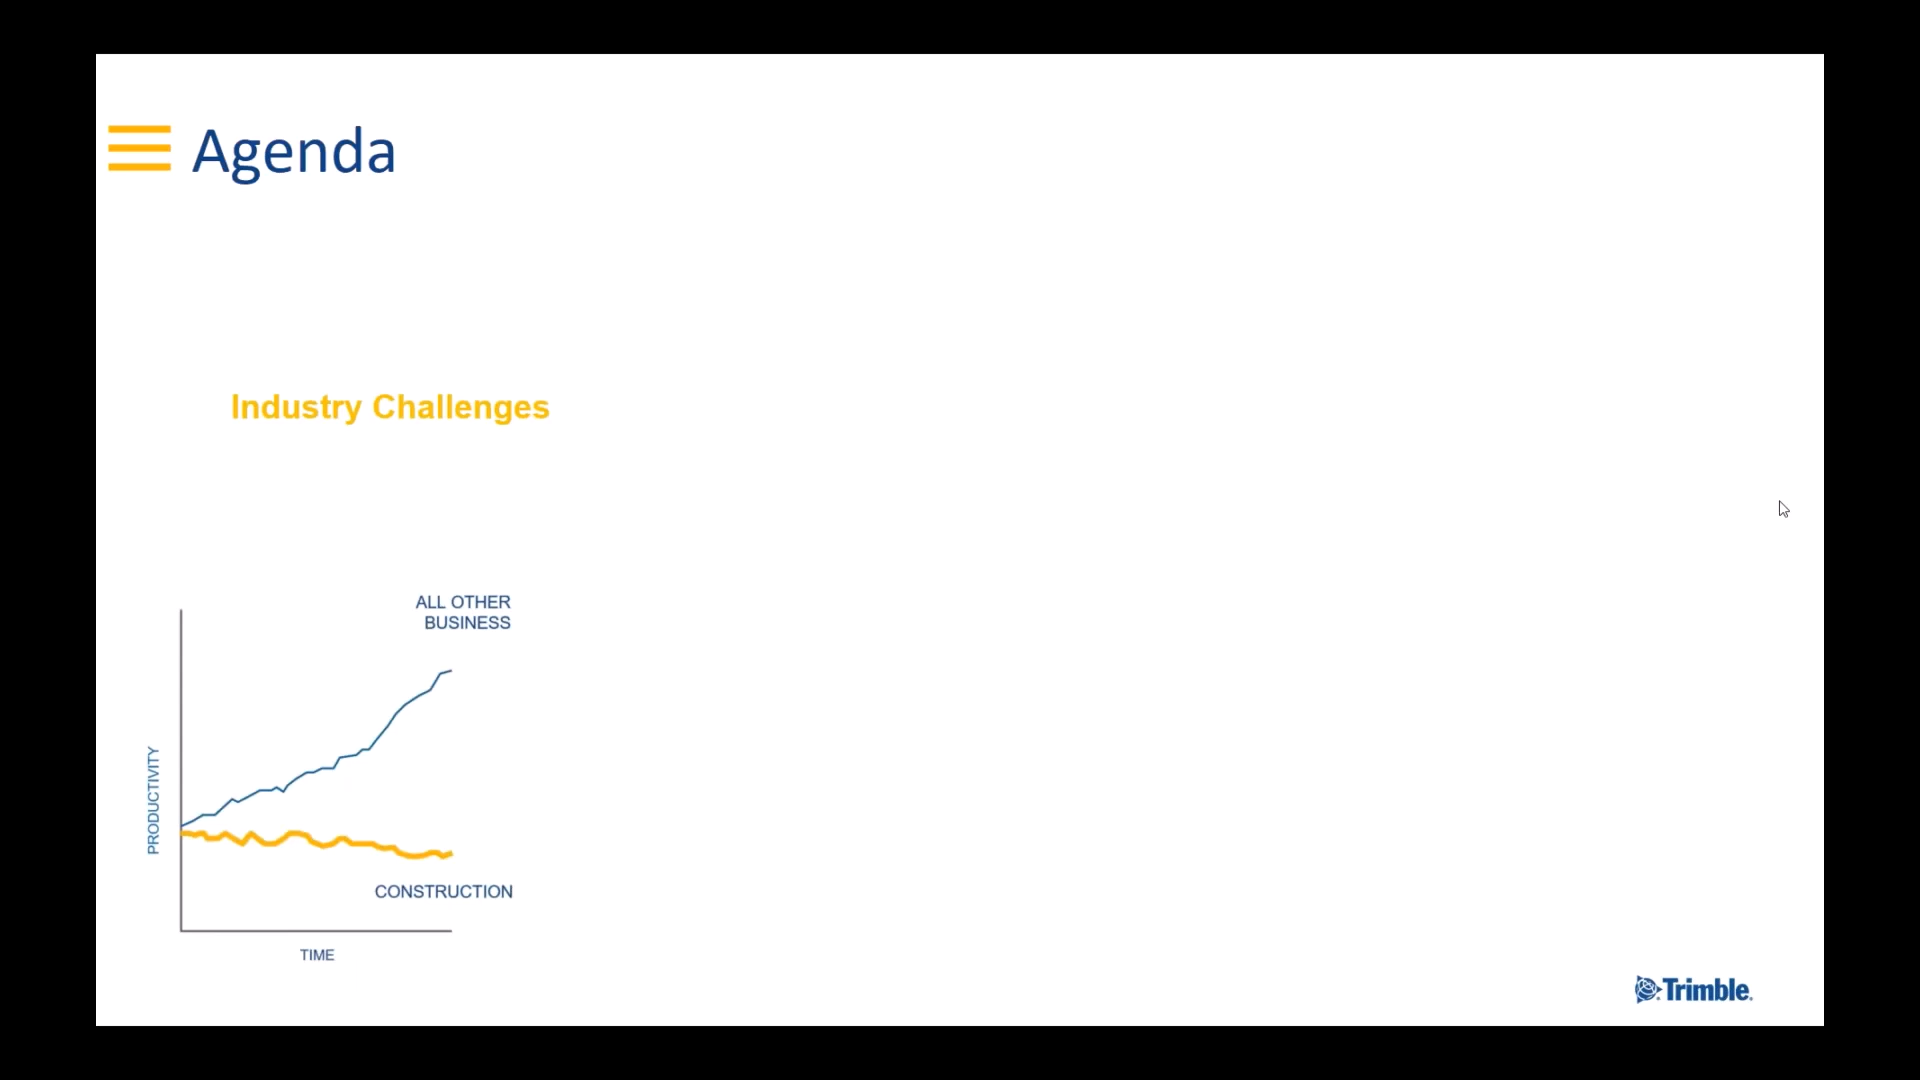 Agenda
Industry Challenges
ALL OTHER
BUSINESS
PRODUCTIVITY
CONSTRUCTION
TIME
Trimble.